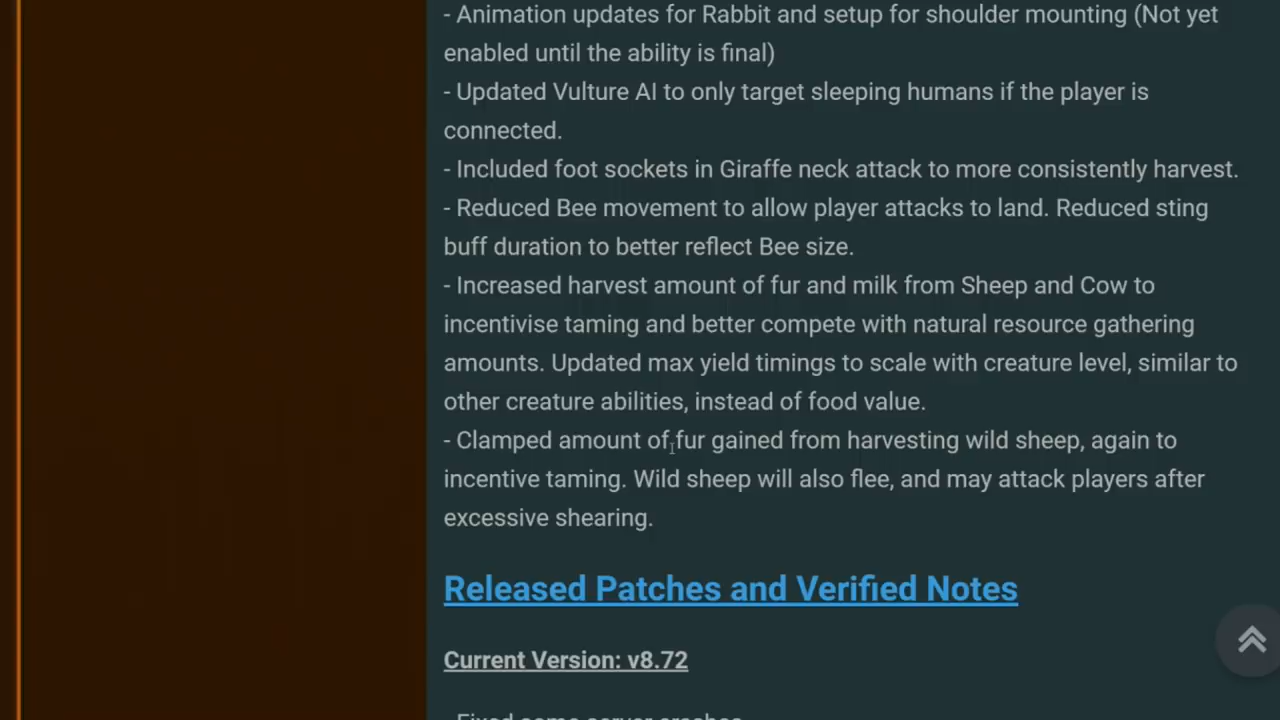 - Animation updates for Rabbit and setup for shoulder mounting (Not yet
enabled until the ability is final)
- Updated Vulture AI to only target sleeping humans if the player is
connected.
- Included foot sockets in Giraffe neck attack to more consistently harvest.
- Reduced Bee movement to allow player attacks to land. Reduced sting
buff duration to better reflect Bee size.
- Increased harvest amount of fur and milk from Sheep and Cow to
incentivise taming and better compete with natural resource gathering
amounts. Updated max yield timings to scale with creature level, similar to
other creature abilities, instead of food value.
- Clamped amount of fur gained from harvesting wild sheep, again to
incentive taming. Wild sheep will also flee, and may attack players after
excessive shearing.
Released Patches and Verified Notes
Current Version: v8.72
- Fixed some server crashes